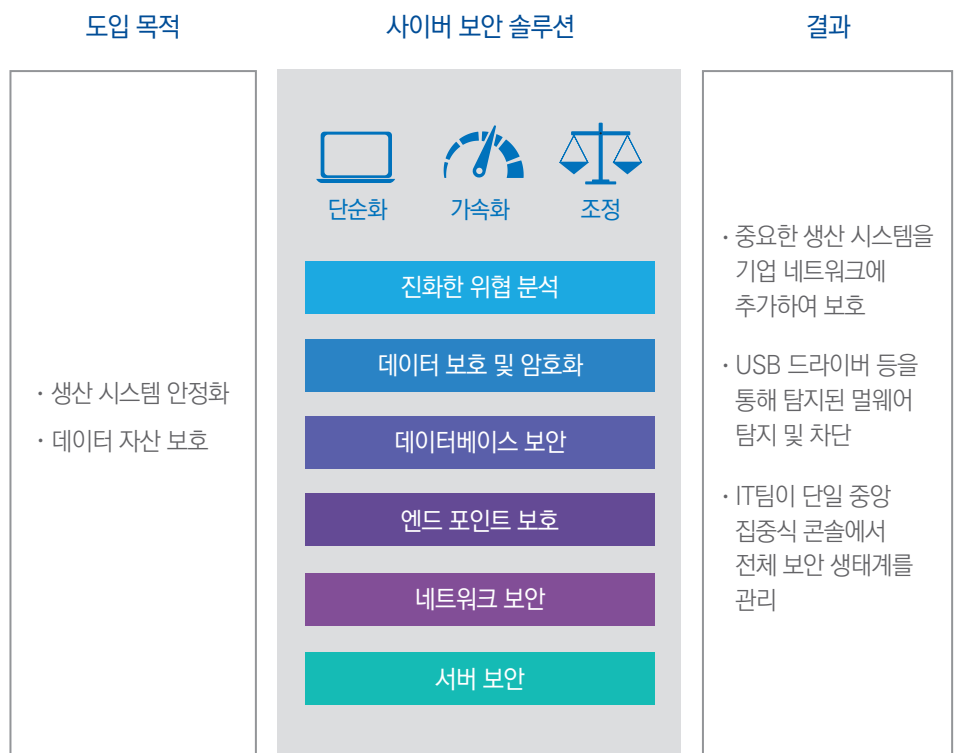 도입 목적
사이버 보안 솔루션
결과
· 생산 시스템 안정화
· 데이터 자산 보호
단순화
가속화
조정
진화한 위협 분석
데이터 보호 및 암호화
데이터베이스 보안
엔드 포인트 보호
네트워크 보안
서버 보안
· 중요한 생산 시스템을
기업 네트워크에
추가하여 보호
· USB 드라이버 등을
통해 탐지된 멀웨어
탐지 및 차단
· IT팀이 단일 중앙
집중식 콘솔에서
전체 보안 생태계를
관리